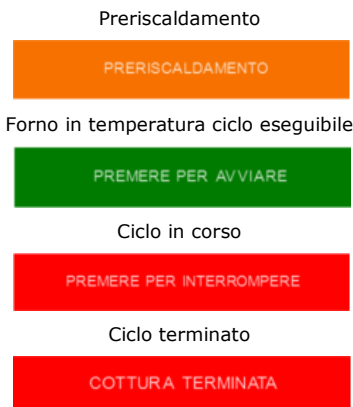 Preriscaldamento
PRERISCALDAMENTO
Forno in temperatura ciclo eseguibile
PREMERE PER AVVIARE
Ciclo in corso
PREMERE PER INTERROMPERE
Ciclo terminato
COTTURA TERMINATA